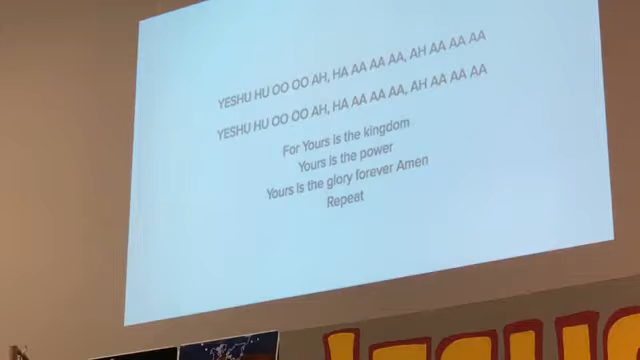 YESHU HU OO OO AH, HA AA AA AA, AH AA AA AA
YESHU HU OO OO AH, HA AA AA AA, AH AA AA AA
For Yours is the kingdom
Yours is the power
Yours is the glory forever Amen
Repeat